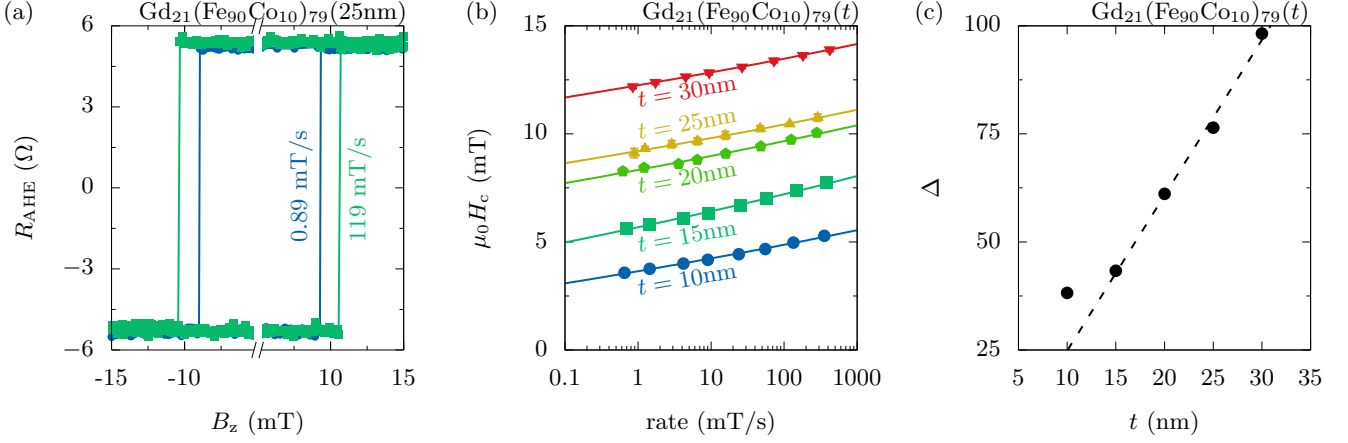 (a)
Gd21(Fe90Co10)79(25nm)
6
3
0
−3
−6
RAHE (Ω)
0.89 mT/s
119 mT/s
-15
-10
10
15
Bz (mT)
(b)
Gd21(Fe90Co10)79(t)
15
10
5
0
μ0Hc (mT)
t = 30nm
t = 25nm
t = 20nm
t = 15nm
t = 10nm
0.1
1
10
100
1000
rate (mT/s)
(c)
Gd21(Fe90Co10)79(t)
100
75
50
25
Δ
5
10
15
20
25
30
35
t (nm)